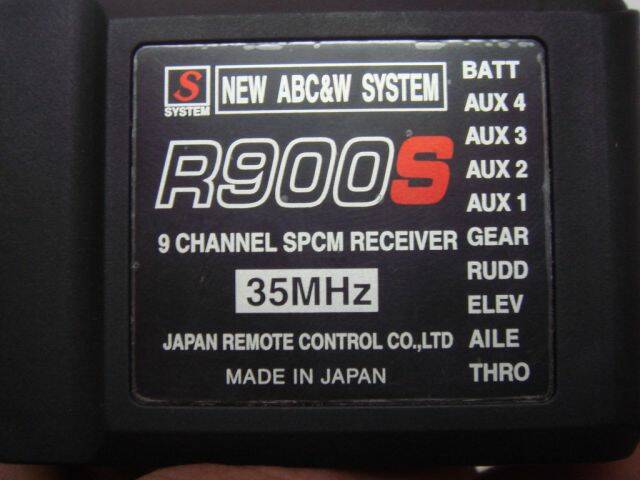 S
SYSTEM
NEW ABC&W SYSTEM
R900S
9 CHANNEL SPCM RECEIVER
35MHz
JAPAN REMOTE CONTROL CO.,LTD
MADE IN JAPAN
BATT
AUX 4
AUX 3
AUX 2
AUX 1
GEAR
RUDD
ELEV
AILE
THRO